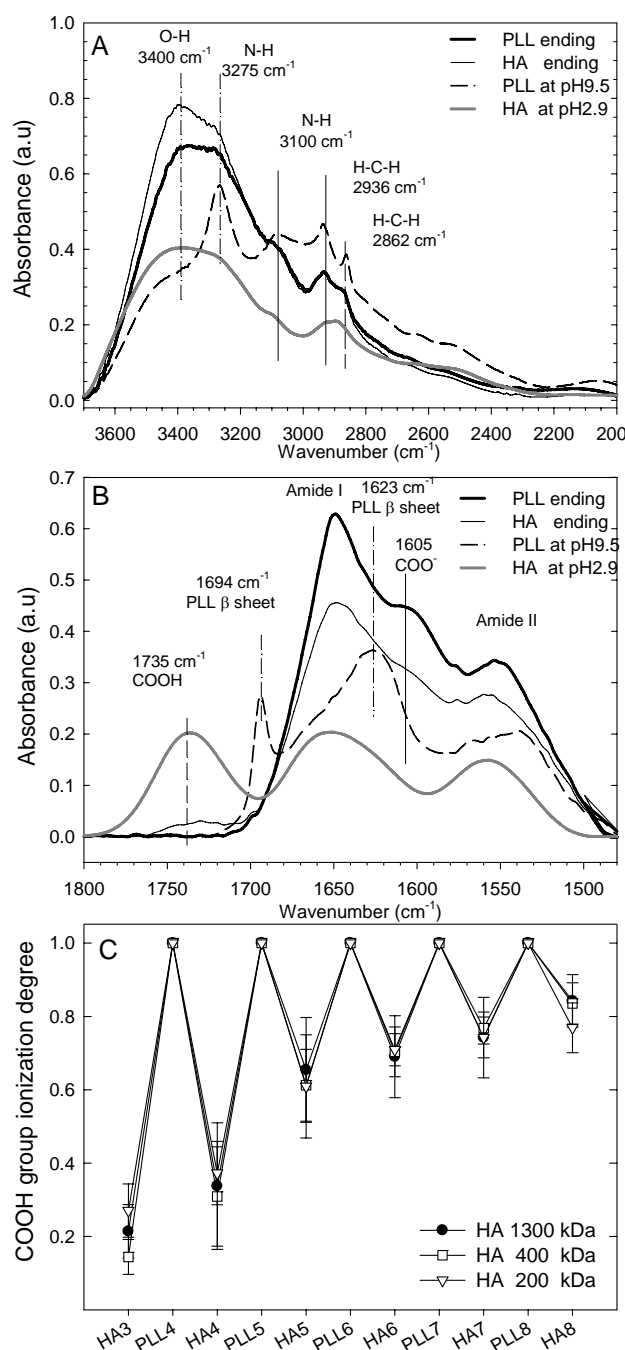 A
O-H
3400 cm-1
N-H
3275 cm-1
N-H
3100 cm-1
H-C-H
2936 cm-1
H-C-H
2862 cm-1
PLL ending
HA ending
PLL at pH9.5
HA at pH2.9
Absorbance (a.u)
1.0
0.8
0.6
0.4
0.2
0.0
3600 3400 3200 3000 2800 2600 2400 2200 200
Wavenumber (cm-1)
B
Amide I
1623 cm-1
PLL β sheet
PLL ending
HA ending
PLL at pH9.5
HA at pH2.9
1694 cm-1
PLL β sheet
1605
COO-
1735 cm-1
COOH
Amide II
Absorbance (a.u)
0.7
0.6
0.5
0.4
0.3
0.2
0.1
0.0
1800 1750 1700 1650 1600 1550 1500
Wavenumber (cm-1)
C
COOH group ionization degree
1.0
0.8
0.6
0.4
0.2
HA 1300 kDa
HA 400 kDa
HA 200 kDa
HA3 PLL4 HA4 PLL5 HA5 PLL6 HA6 PLL7 HA7 PLL8 HA8